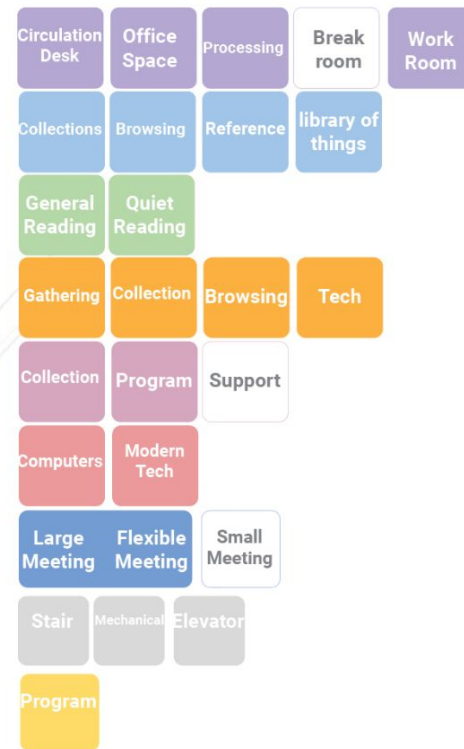 Circulation Desk
Office Space
Processing
Break room
Work Room
Collections
Browsing
Reference
library of things
General Reading
Quiet Reading
Gathering
Collection
Browsing
Tech
Collection
Program
Support
Computers
Modern Tech
Large Meeting
Flexible Meeting
Small Meeting
Stair
Mechanical
Elevator
Program